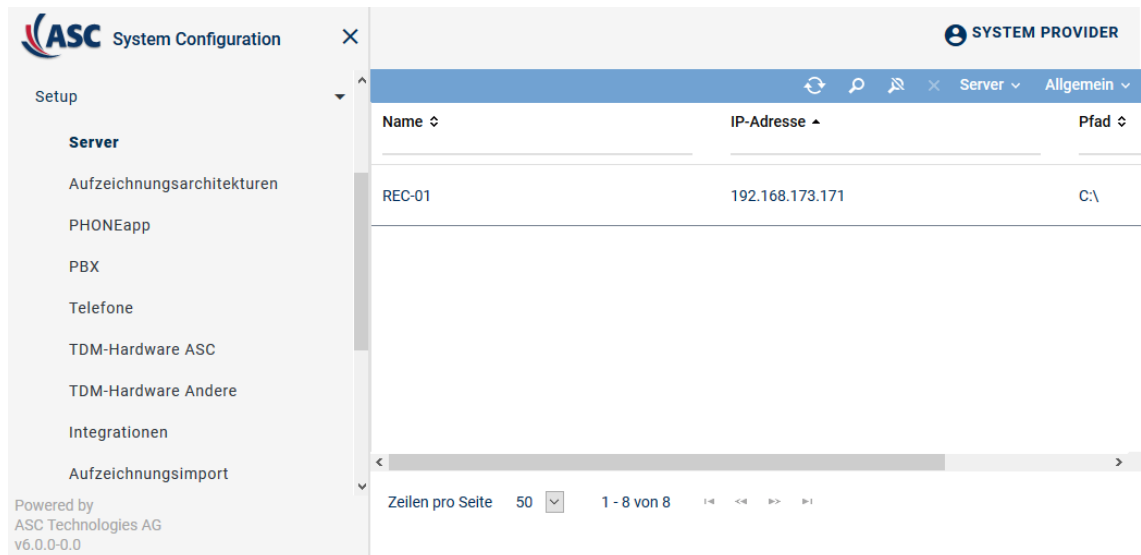 ASC System Configuration
SYSTEM PROVIDER
Setup
Server
Aufzeichnungsarchitekturen
PHONEapp
PBX
Telefone
TDM-Hardware ASC
TDM-Hardware Andere
Integrationen
Aufzeichnungsimport
Powered by
ASC Technologies AG
v6.0.0-0.0
Server Allgemein
Name IP-Adresse Pfad
REC-01 192.168.173.171 C:\
Zeilen pro Seite 50 1 - 8 von 8